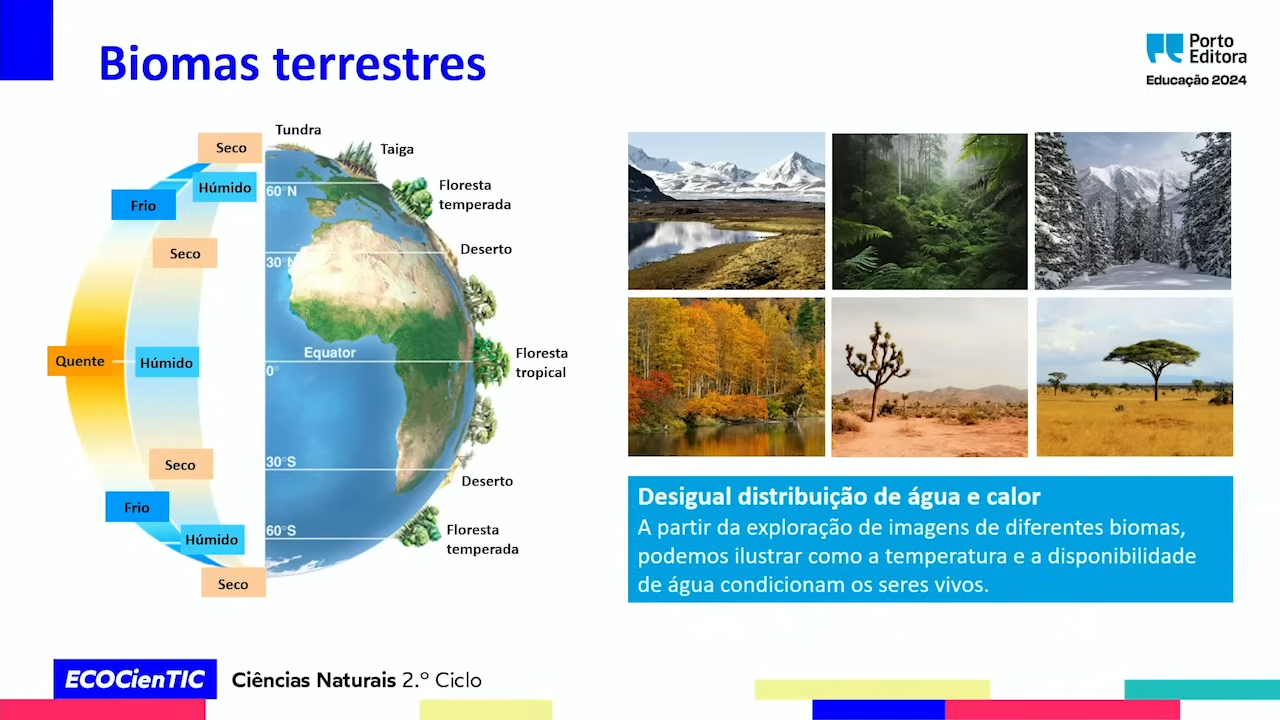 Biomas terrestres
Porto
Editora
Educação 2024
Tundra
Seco
Taiga
Húmido
60°N
Floresta
temperada
Frio
Seco
Deserto
30°N
Quente
Húmido
Equator
0°
Floresta
tropical
Seco
30°S
Deserto
Frio
60°S
Húmido
Floresta
temperada
Seco
Desigual distribuição de água e calor
A partir da exploração de imagens de diferentes biomas,
podemos ilustrar como a temperatura e a disponibilidade
de água condicionam os seres vivos.
ECOCienTIC Ciências Naturais 2.º Ciclo